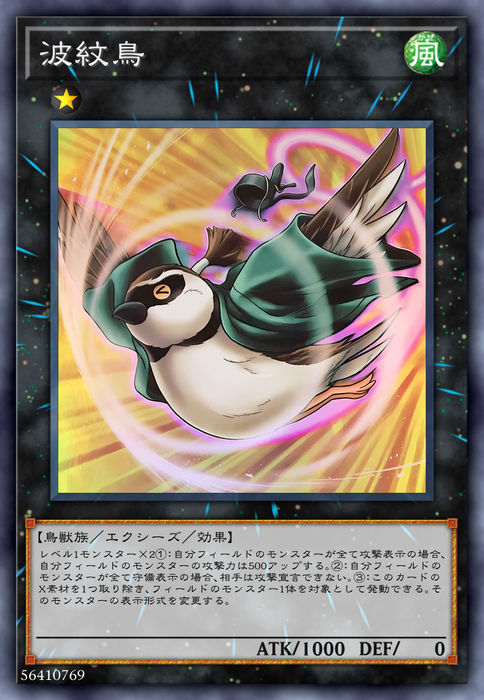 波紋鳥
かぜ
風
【鳥獣族／エクシーズ／効果】
レベル1モンスター×2①：自分フィールドのモンスターが全て攻撃表示の場合、
自分フィールドのモンスターの攻撃力は500アップする。②：自分フィールドの
モンスターが全て守備表示の場合、相手は攻撃宣言できない。③：このカードの
X素材を1つ取り除き、フィールドのモンスター1体を対象として発動できる。そ
のモンスターの表示形式を変更する。
ATK/1000 DEF/ 0
56410769